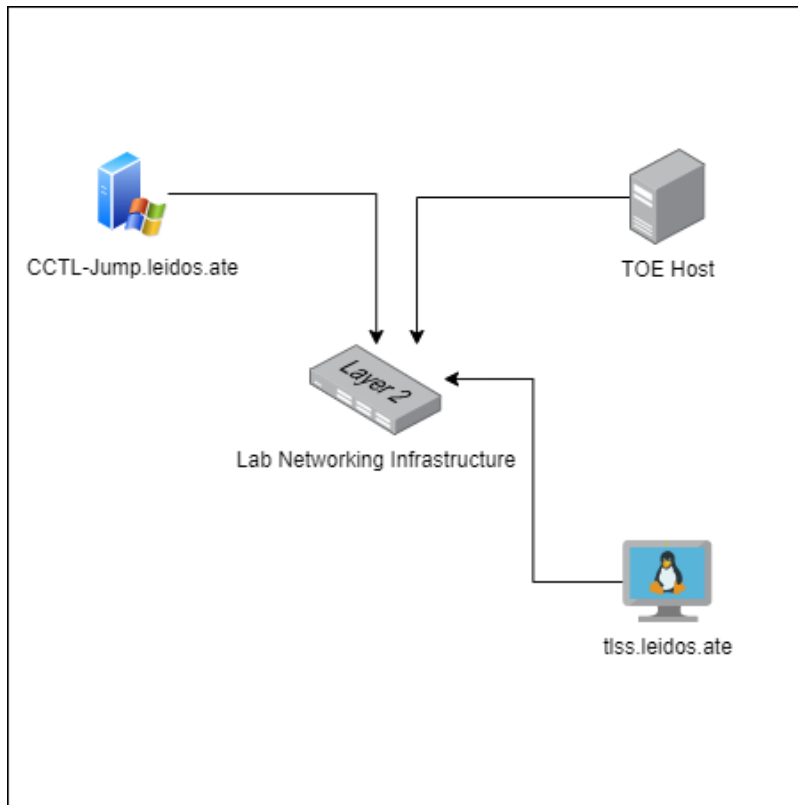 CCTL-Jump.leidos.ate
TOE Host
Layer 2
Lab Networking Infrastructure
tlss.leidos.ate